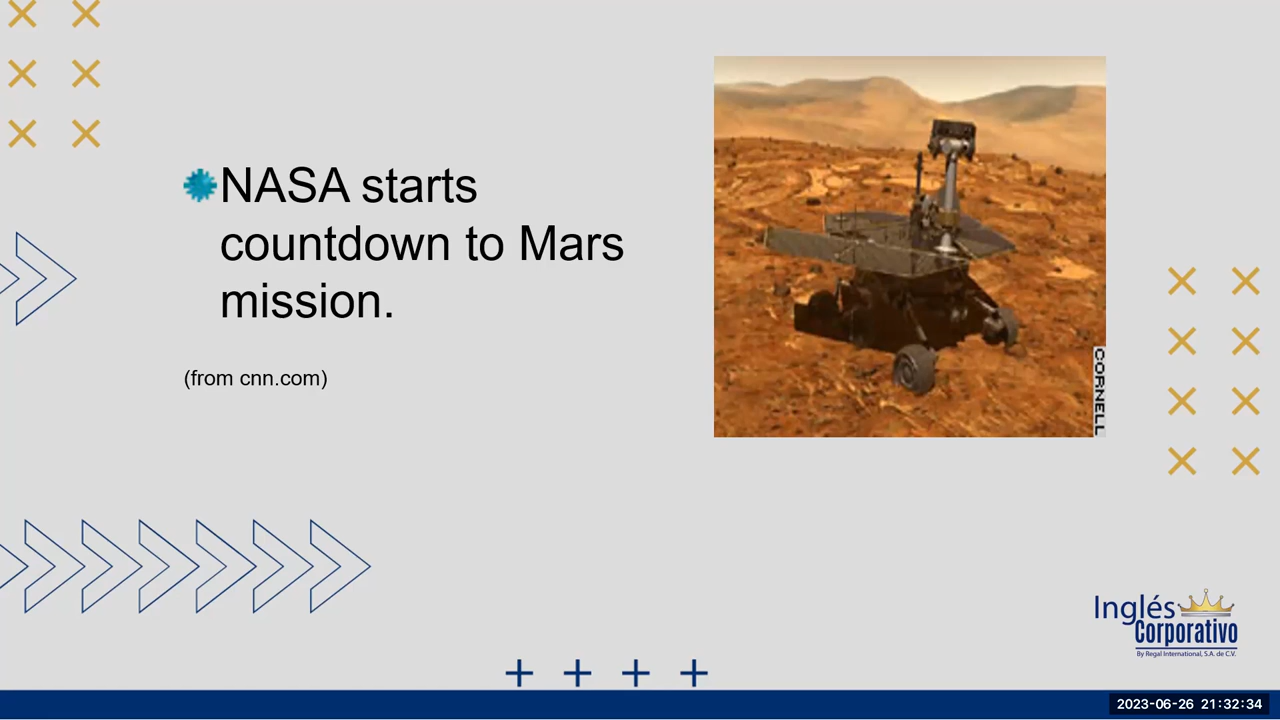 NASA starts
countdown to Mars
mission.
(from cnn.com)
CORNELL
Inglés
Corporativo
By Regal International, S.A. de C.V.
2023-06-26 21:32:34